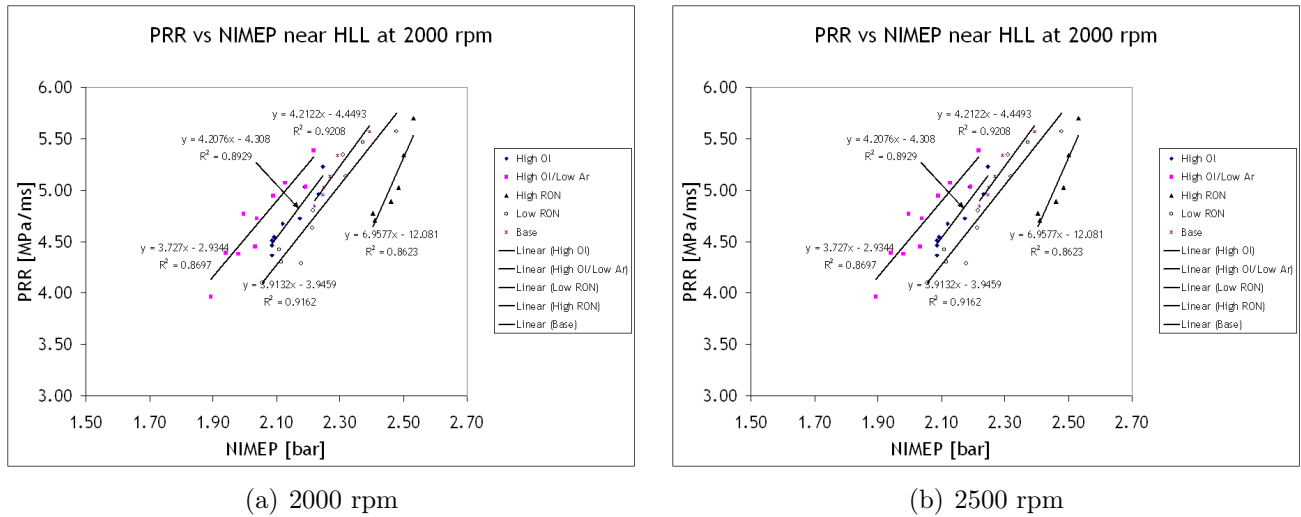 PRR vs NIMEP near HLL at 2000 rpm
6.00
5.50
5.00
4.50
4.00
3.50
3.00
1.50 1.70 1.90 2.10 2.30 2.50 2.70
PRR [MPa/ms]
NIMEP [bar]
y = 4.2122x - 4.4493
R² = 0.9208
y = 4.2076x - 4.308
R² = 0.8929
y = 3.727x - 2.9344
R² = 0.8697
y = 6.9577x - 12.081
R² = 0.8623
y = 3.9132x - 3.9459
R² = 0.9162
High OI
High OI/Low Ar
High RON
Low RON
Base
Linear (High OI)
Linear (High OI/Low Ar)
Linear (Low RON)
Linear (High RON)
Linear (Base)
(a) 2000 rpm
PRR vs NIMEP near HLL at 2000 rpm
6.00
5.50
5.00
4.50
4.00
3.50
3.00
1.50 1.70 1.90 2.10 2.30 2.50 2.70
PRR [MPa/ms]
NIMEP [bar]
y = 4.2122x - 4.4493
R² = 0.9208
y = 4.2076x - 4.308
R² = 0.8929
y = 3.727x - 2.9344
R² = 0.8697
y = 6.9577x - 12.081
R² = 0.8623
y = 3.9132x - 3.9459
R² = 0.9162
High OI
High OI/Low Ar
High RON
Low RON
Base
Linear (High OI)
Linear (High OI/Low Ar)
Linear (Low RON)
Linear (High RON)
Linear (Base)
(b) 2500 rpm